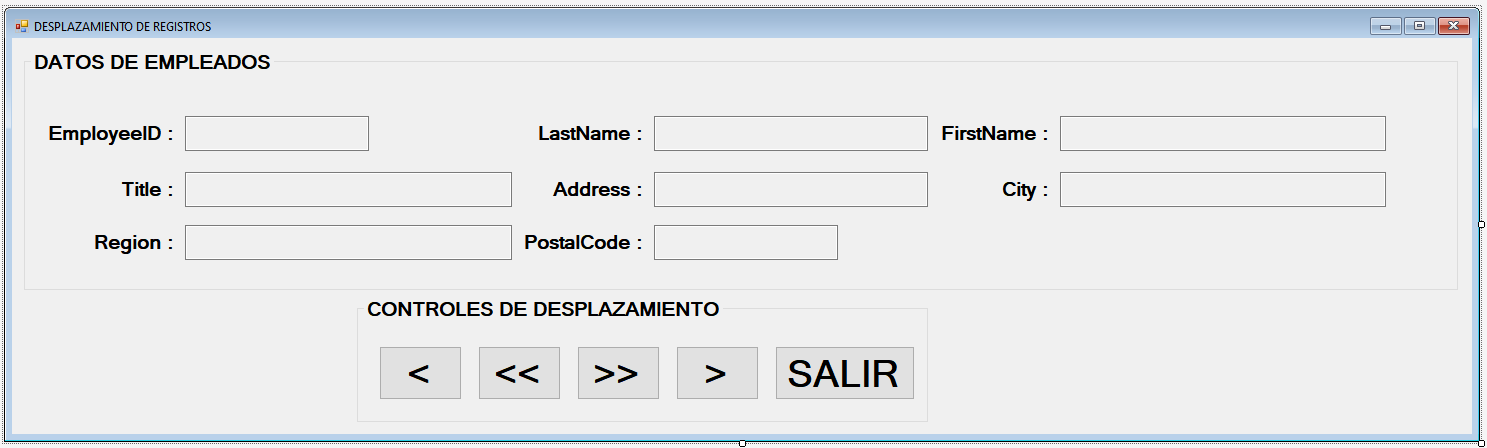 DESPLAZAMIENTO DE REGISTROS
DATOS DE EMPLEADOS
EmployeeID : LastName : FirstName :
Title : Address : City :
Region : PostalCode :
CONTROLES DE DESPLAZAMIENTO
< << >> > SALIR